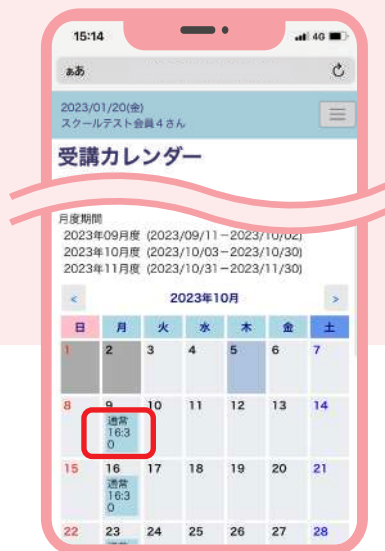 15:14
4G
ぁあ
2023/01/20(金)
スクールテスト会員4さん
受講カレンダー
月度期間
2023年09月度 (2023/09/11-2023/10/02)
2023年10月度 (2023/10/03-2023/10/30)
2023年11月度 (2023/10/31-2023/11/30)
< 2023年10月 >
日 月 火 水 木 金 土
1 2 3 4 5 6 7
8 9 10 11 12 13 14
通常
16:3
0
15 16 17 18 19 20 21
通常
16:3
0
22 23 24 25 26 27 28